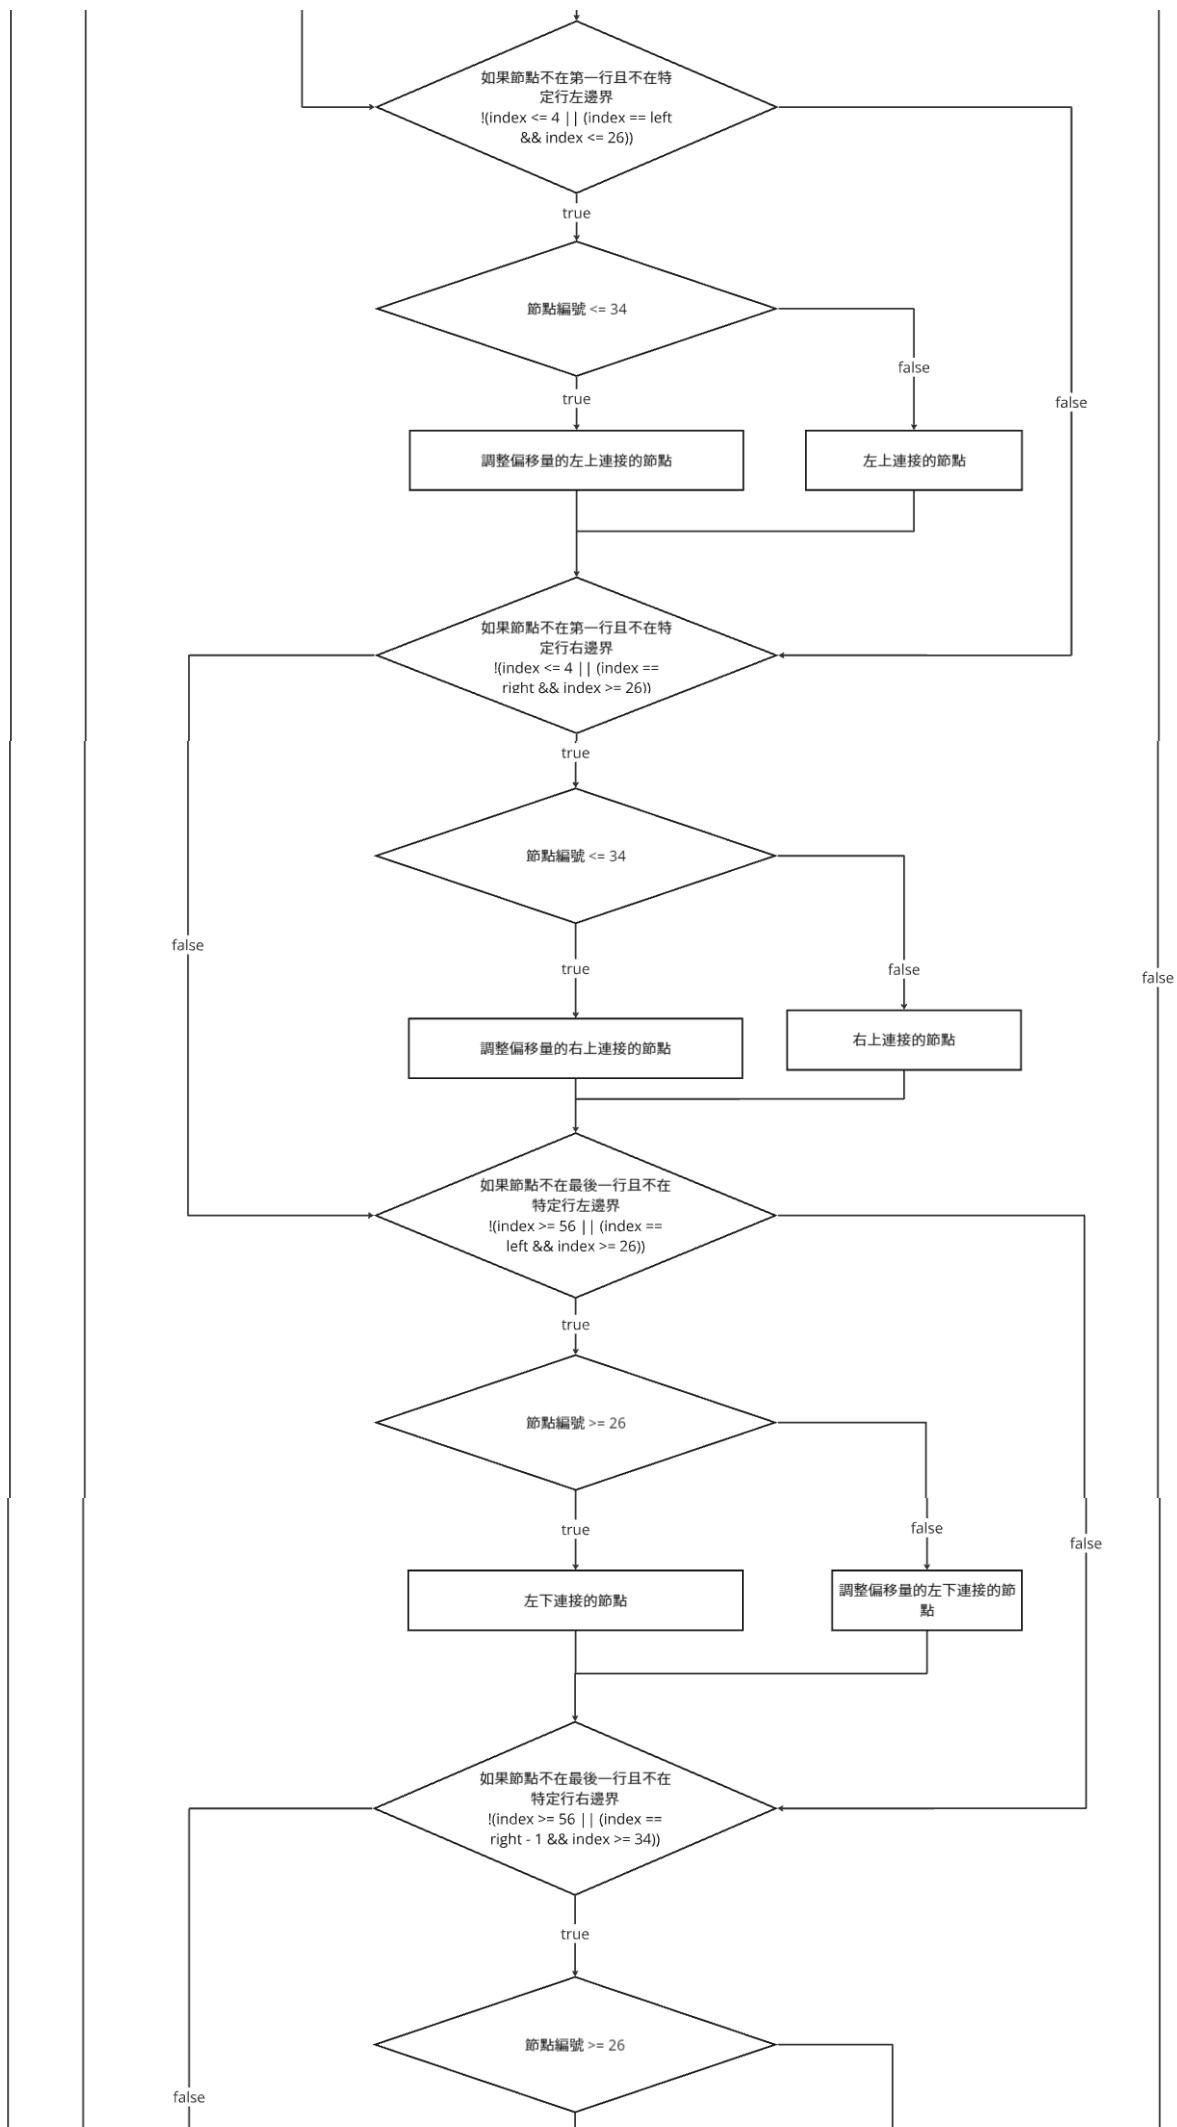 如果節點不在第一行且不在特
定行左邊界
!(index <= 4 || (index == left
&& index <= 26))
true
節點編號 <= 34
false
true
false
調整偏移量的左上連接的節點
左上連接的節點
如果節點不在第一行且不在特
定行右邊界
!(index <= 4 || (index ==
right && index >= 26))
true
節點編號 <= 34
false
true
false
false
調整偏移量的右上連接的節點
右上連接的節點
如果節點不在最後一行且不在
特定行左邊界
!(index >= 56 || (index ==
left && index >= 26))
true
節點編號 >= 26
true
false
false
左下連接的節點
調整偏移量的左下連接的節
點
如果節點不在最後一行且不在
特定行右邊界
!(index >= 56 || (index ==
right - 1 && index >= 34))
true
節點編號 >= 26
false